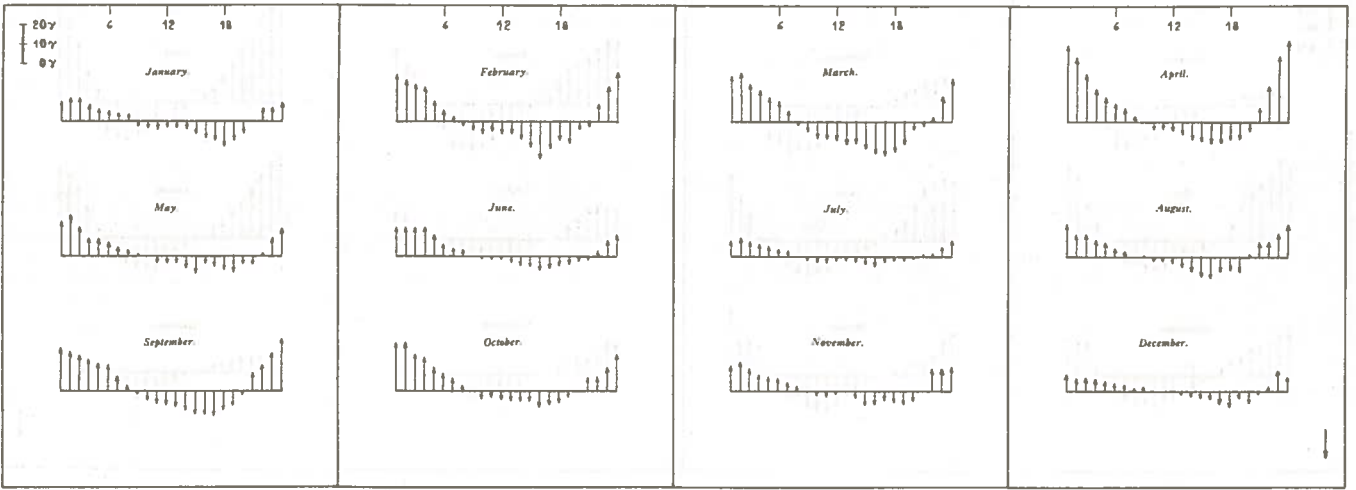 6 12 18 6 12 18 6 12 18 6 12 18
20γ
10γ
0γ
January. February. March. April.
May. June. July. August.
September. October. November. December.